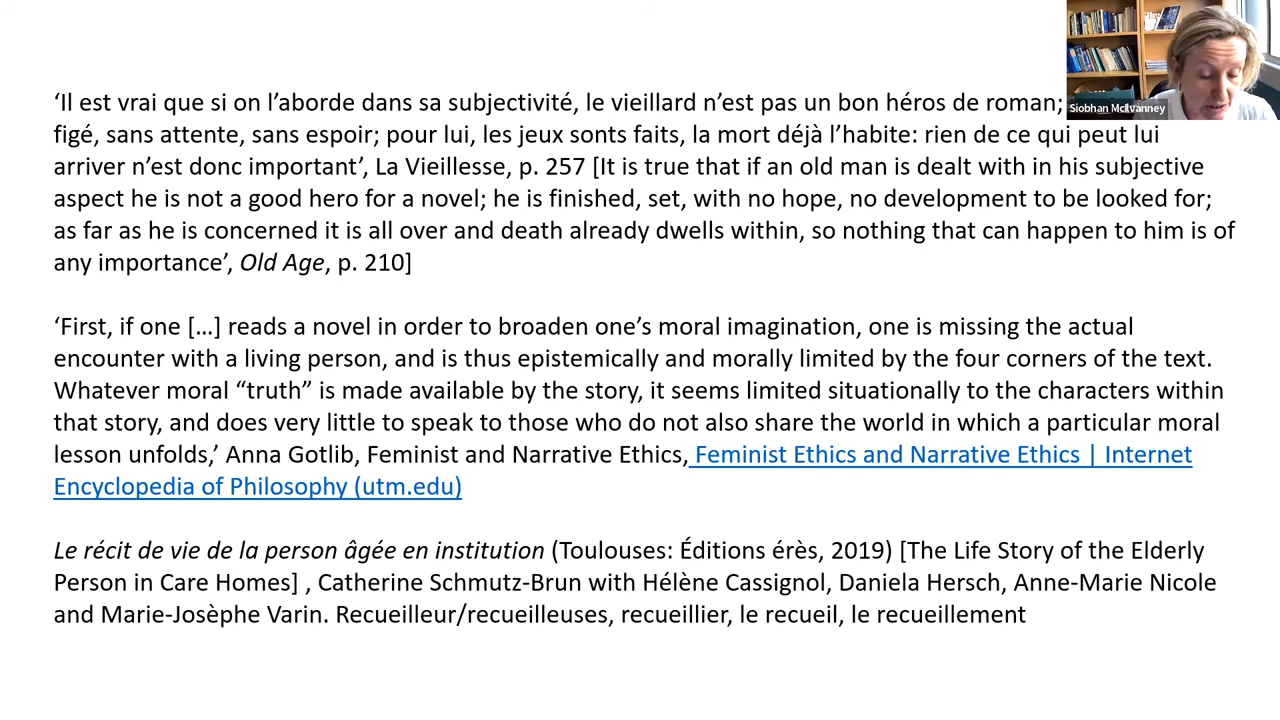 ‘Il est vrai que si on l’aborde dans sa subjectivité, le vieillard n’est pas un bon héros de roman;
Siobhan McIlvanney
figé, sans attente, sans espoir; pour lui, les jeux sonts faits, la mort déjà l’habite: rien de ce qui peut lui
arriver n’est donc important’, La Vieillesse, p. 257 [It is true that if an old man is dealt with in his subjective
aspect he is not a good hero for a novel; he is finished, set, with no hope, no development to be looked for;
as far as he is concerned it is all over and death already dwells within, so nothing that can happen to him is of
any importance’, Old Age, p. 210]
‘First, if one […] reads a novel in order to broaden one’s moral imagination, one is missing the actual
encounter with a living person, and is thus epistemically and morally limited by the four corners of the text.
Whatever moral “truth” is made available by the story, it seems limited situationally to the characters within
that story, and does very little to speak to those who do not also share the world in which a particular moral
lesson unfolds,’ Anna Gotlib, Feminist and Narrative Ethics, Feminist Ethics and Narrative Ethics | Internet
Encyclopedia of Philosophy (utm.edu)
Le récit de vie de la person âgée en institution (Toulouses: Éditions érès, 2019) [The Life Story of the Elderly
Person in Care Homes] , Catherine Schmutz-Brun with Hélène Cassignol, Daniela Hersch, Anne-Marie Nicole
and Marie-Josèphe Varin. Recueilleur/recueilleuses, recueillier, le recueil, le recueillement